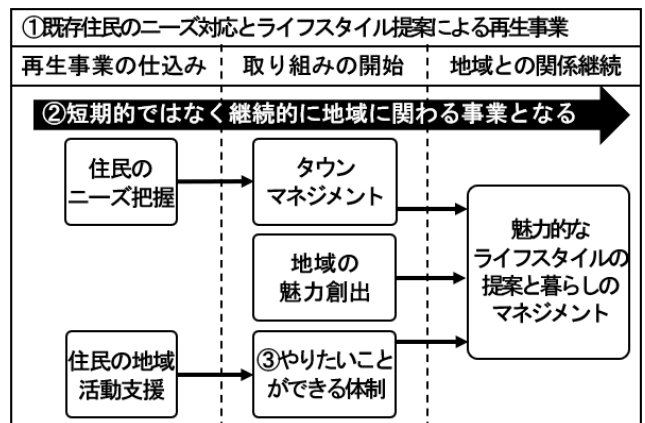 ①既存住民のニーズ対応とライフスタイル提案による再生事業
再生事業の仕込み
取り組みの開始
地域との関係継続
②短期的ではなく継続的に地域に関わる事業となる
住民の
ニーズ把握
タウン
マネジメント
地域の
魅力創出
魅力的な
ライフスタイルの
提案と暮らしの
マネジメント
住民の地域
活動支援
③やりたいこと
ができる体制